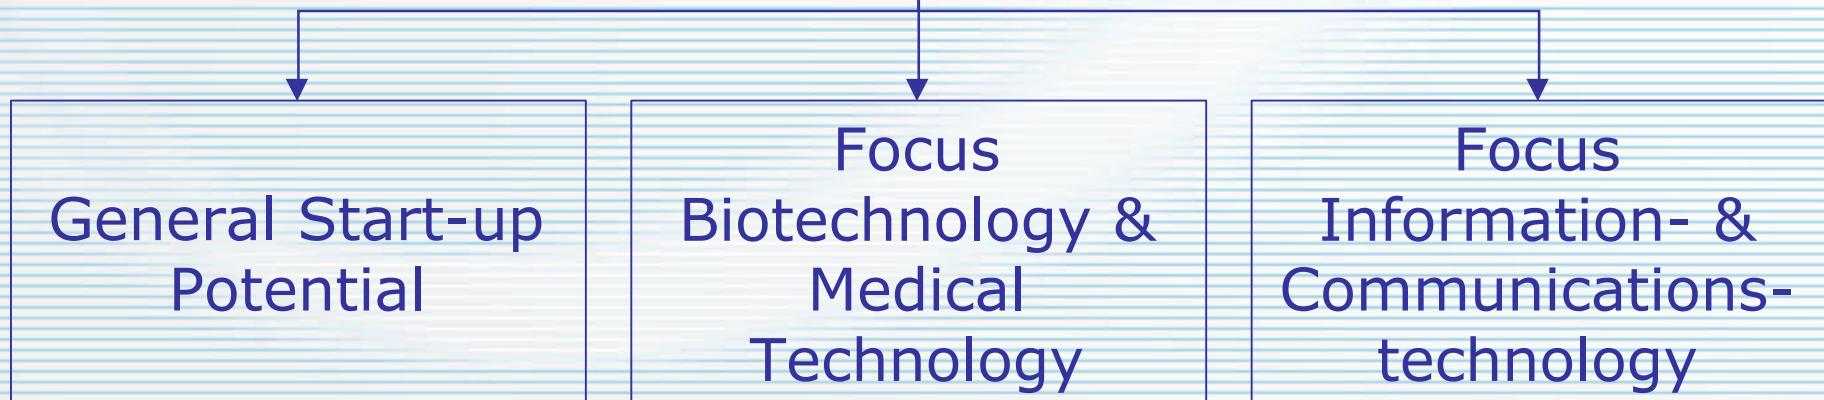 General Start-up
Potential
Focus
Biotechnology &
Medical
Technology
Focus
Information- &
Communications-
technology